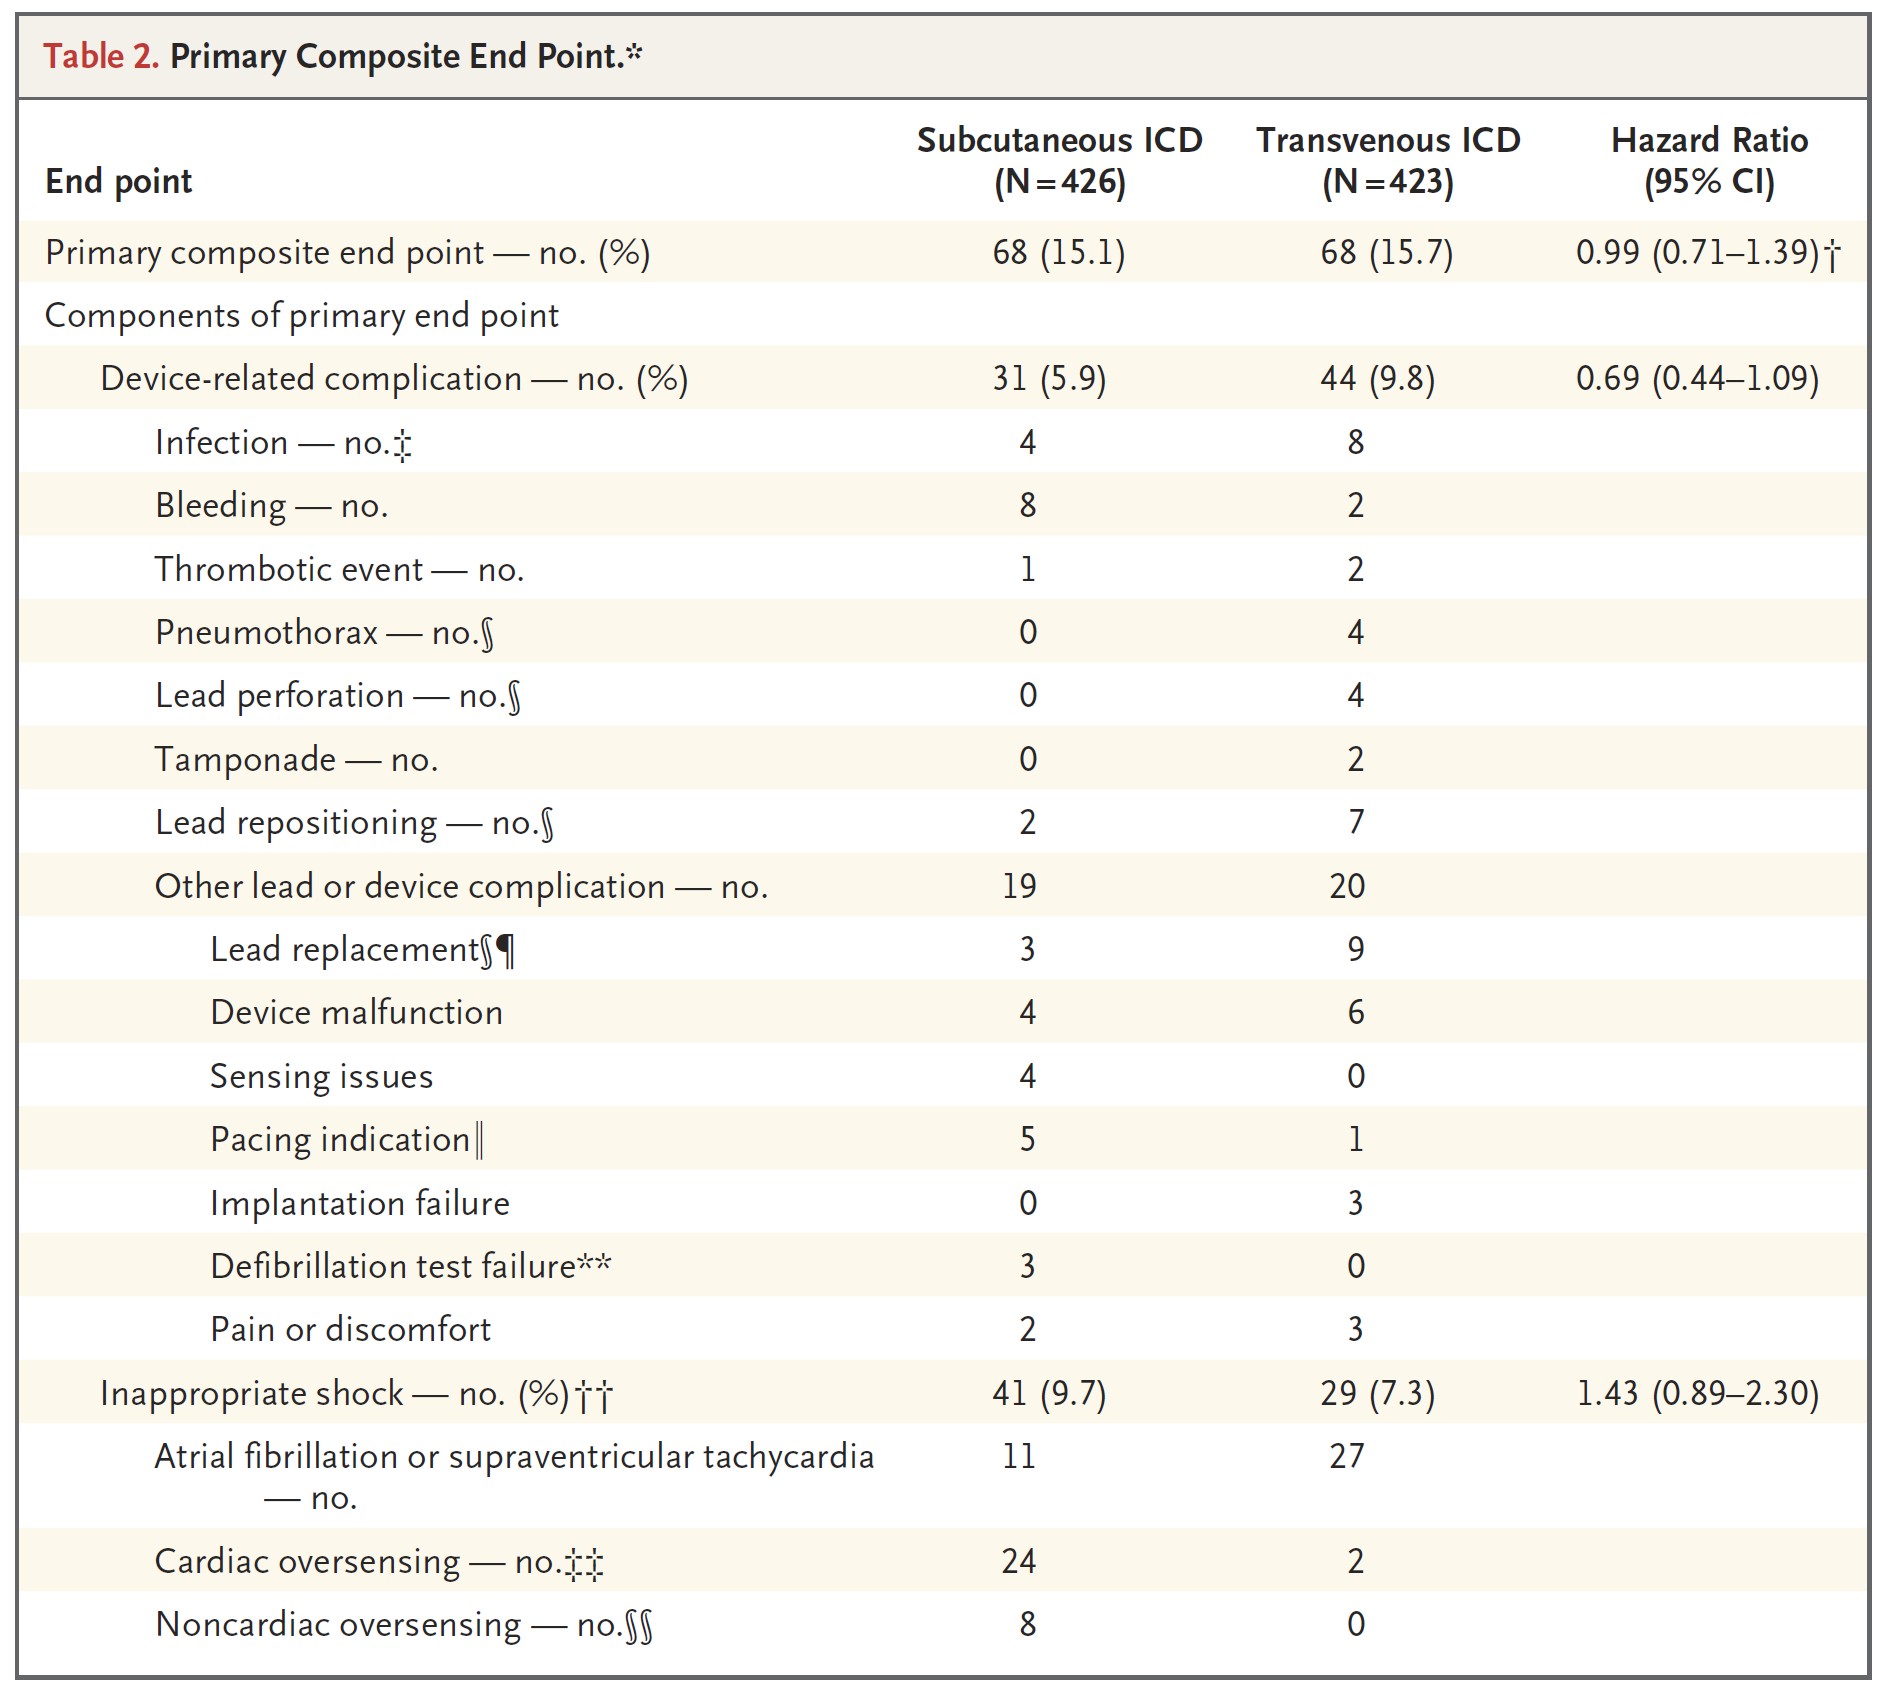 Table 2. Primary Composite End Point.*
End point Subcutaneous ICD (N=426) Transvenous ICD (N=423) Hazard Ratio (95% CI)
Primary composite end point — no. (%) 68 (15.1) 68 (15.7) 0.99 (0.71–1.39)†
Components of primary end point
Device-related complication — no. (%) 31 (5.9) 44 (9.8) 0.69 (0.44–1.09)
Infection — no.‡ 4 8
Bleeding — no. 8 2
Thrombotic event — no. 1 2
Pneumothorax — no.§ 0 4
Lead perforation — no.§ 0 4
Tamponade — no. 0 2
Lead repositioning — no.§ 2 7
Other lead or device complication — no. 19 20
Lead replacement§¶ 3 9
Device malfunction 4 6
Sensing issues 4 0
Pacing indication‖ 5 1
Implantation failure 0 3
Defibrillation test failure** 3 0
Pain or discomfort 2 3
Inappropriate shock — no. (%)†† 41 (9.7) 29 (7.3) 1.43 (0.89–2.30)
Atrial fibrillation or supraventricular tachycardia 11 27
— no.
Cardiac oversensing — no.‡‡ 24 2
Noncardiac oversensing — no.§§ 8 0